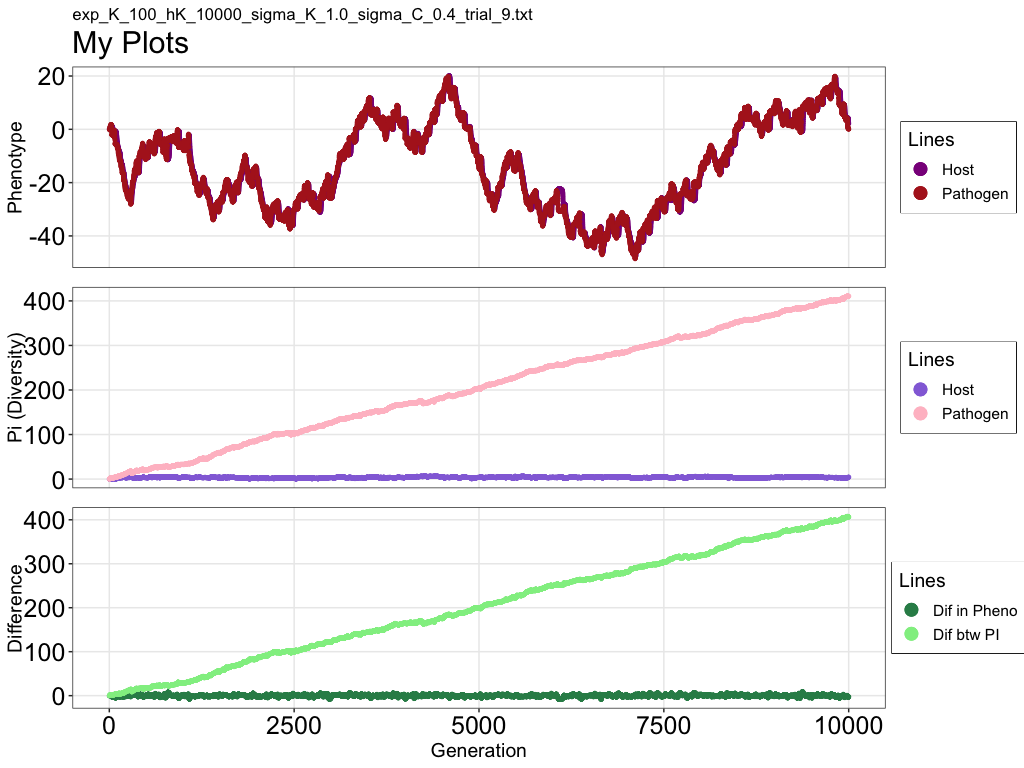 exp_K_100_hK_10000_sigma_K_1.0_sigma_C_0.4_trial_9.txt
My Plots
Phenotype
20
0
-20
-40
Lines
Host
Pathogen
Pi (Diversity)
400
300
200
100
0
Lines
Host
Pathogen
Difference
400
300
200
100
0
Lines
Dif in Pheno
Dif btw PI
0
2500
5000
7500
10000
Generation